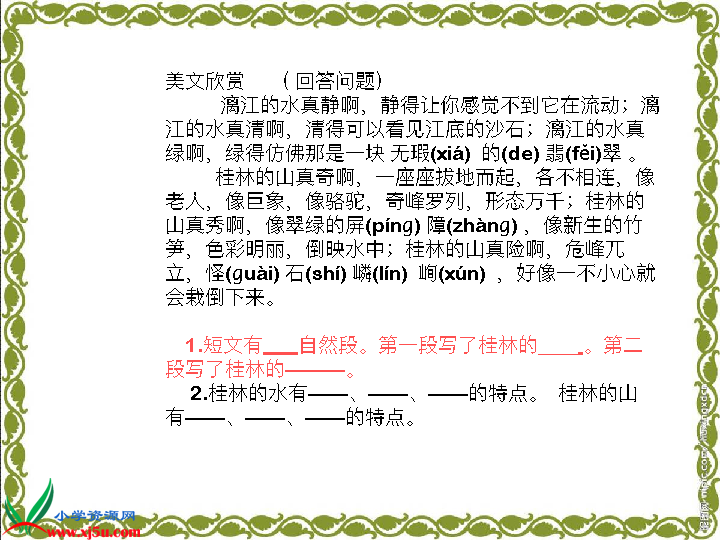 美文欣赏 （ 回答问题）
漓江的水真静啊，静得让你感觉不到它在流动；漓
江的水真清啊，清得可以看见江底的沙石；漓江的水真
绿啊，绿得仿佛那是一块 无瑕(xiá) 的(de) 翡(fěi)翠 。
桂林的山真奇啊，一座座拔地而起，各不相连，像
老人，像巨象，像骆驼，奇峰罗列，形态万千；桂林的
山真秀啊，像翠绿的屏(píng) 障(zhàng) ，像新生的竹
笋，色彩明丽，倒映水中；桂林的山真险啊，危峰兀
立，怪(guài) 石(shí) 嶙(lín) 峋(xún) ，好像一不小心就
会栽倒下来。
1.短文有___自然段。第一段写了桂林的____。第二
段写了桂林的———。
2.桂林的水有——、——、——的特点。 桂林的山
有——、——、——的特点。
小学资源网
www.xj5u.com